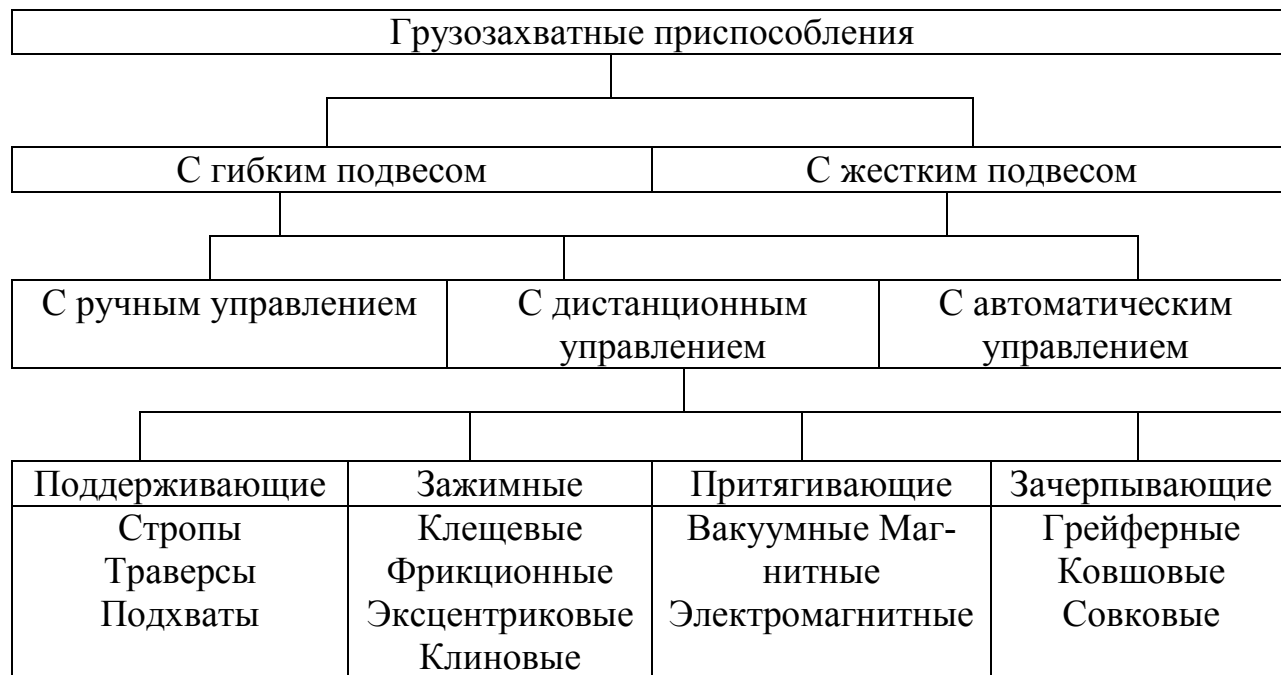 Грузозахватные приспособления
С гибким подвесом
С жестким подвесом
С ручным управлением
С дистанционным
управлением
С автоматическим
управлением
Поддерживающие
Зажимные
Притягивающие
Зачерпывающие
Стропы
Траверсы
Подхваты
Клещевые
Фрикционные
Эксцентриковые
Клиновые
Вакуумные Маг-
нитные
Электромагнитные
Грейферные
Ковшовые
Совковые